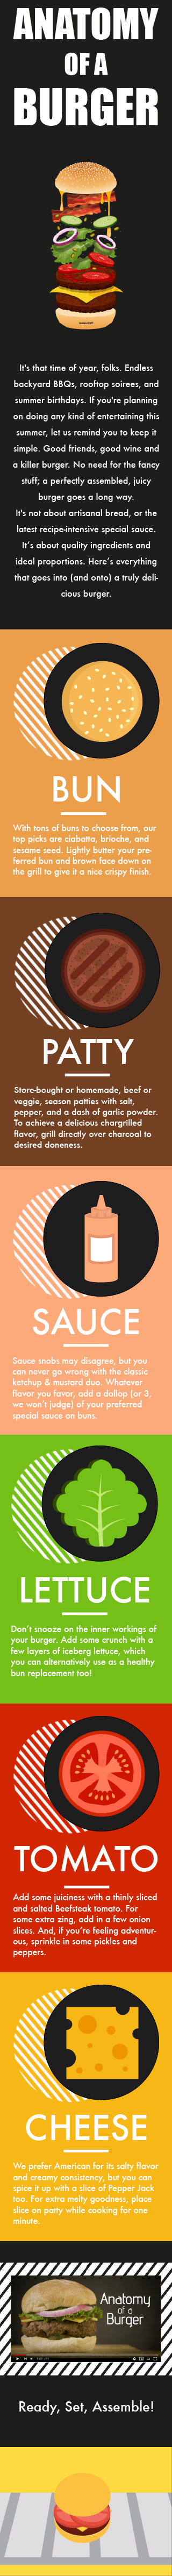 ANATOMY
OF A
BURGER
It's that time of year, folks. Endless
backyard BBQs, rooftop soirees, and
summer birthdays. If you're planning
on doing any kind of entertaining this
summer, let us remind you to keep it
simple. Good friends, good wine and
a killer burger. No need for the fancy
stuff; a perfectly assembled, juicy
burger goes a long way.
It's not about artisanal bread, or the
latest recipe-intensive special sauce.
It's about quality ingredients and
ideal proportions. Here's everything
that goes into (and onto) a truly deli-
cious burger.
BUN
With tons of buns to choose from, our
top picks are ciabatta, brioche, and
sesame seed. Lightly butter your pre-
ferred bun and brown face down on
the grill to give it a nice crispy finish.
PATTY
Store-bought or homemade, beef or
veggie, season patties with salt,
pepper, and a dash of garlic powder.
To achieve a delicious chargrilled
flavor, grill directly over charcoal to
desired doneness.
SAUCE
Sauce snobs may disagree, but you
can never go wrong with the classic
ketchup & mustard duo. Whatever
flavor you favor, add a dollop (or 3,
we won't judge) of your preferred
special sauce on buns.
LETTUCE
Don't snooze on the inner workings of
your burger. Add some crunch with a
few layers of iceberg lettuce, which
you can alternatively use as a healthy
bun replacement too!
TOMATO
Add some juiciness with a thinly sliced
and salted Beefsteak tomato. For
some extra zing, add in a few onion
slices. And, if you're feeling adventur-
ous, sprinkle in some pickles and
peppers.
CHEESE
We prefer American for its salty flavor
and creamy consistency, but you can
spice it up with a slice of Pepper Jack
too. For extra melty goodness, place
slice on patty while cooking for one
minute.
Anatomy
of a
Burger
Ready, Set, Assemble!